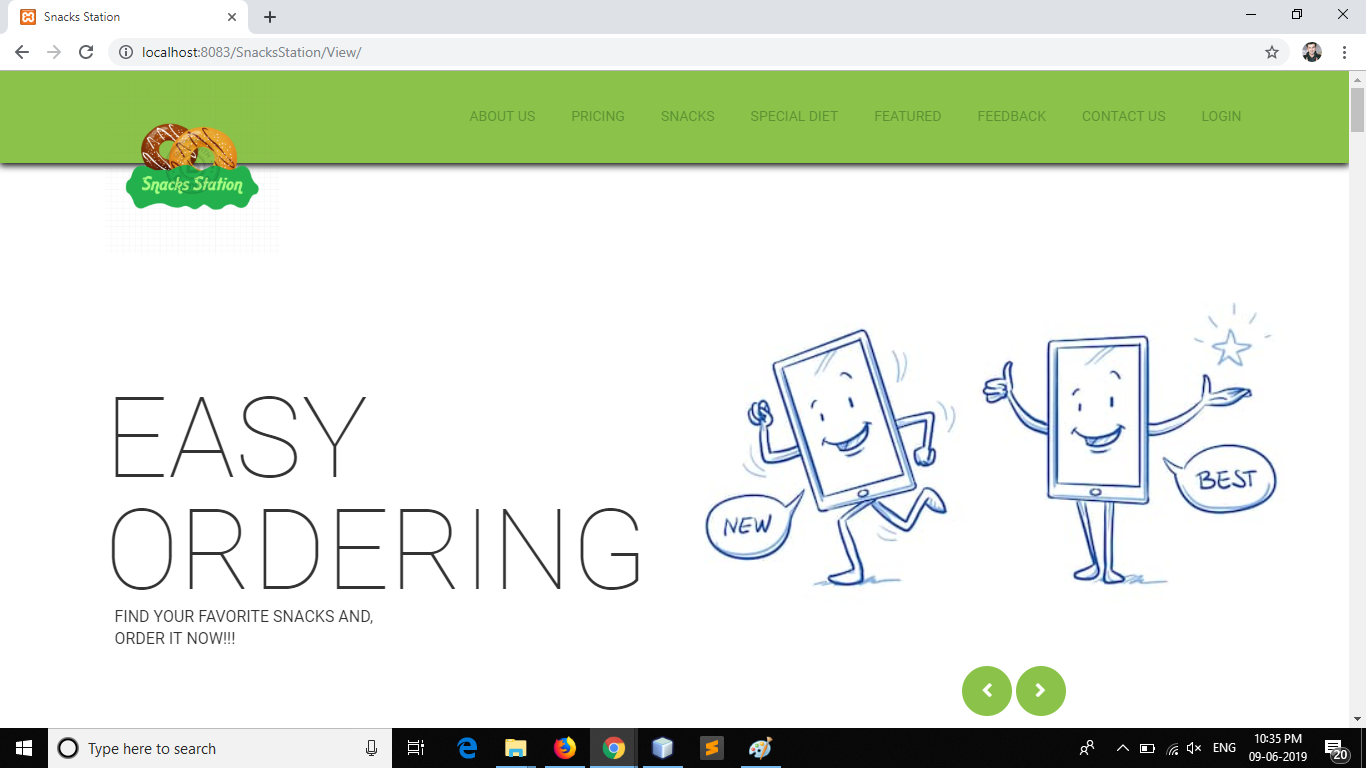 Snacks Station
localhost:8083/SnacksStation/View/
ABOUT US PRICING SNACKS SPECIAL DIET FEATURED FEEDBACK CONTACT US LOGIN
Snacks Station
EASY
ORDERING
FIND YOUR FAVORITE SNACKS AND,
ORDER IT NOW!!!
NEW
BEST
Type here to search
ENG
10:35 PM
09-06-2019
20